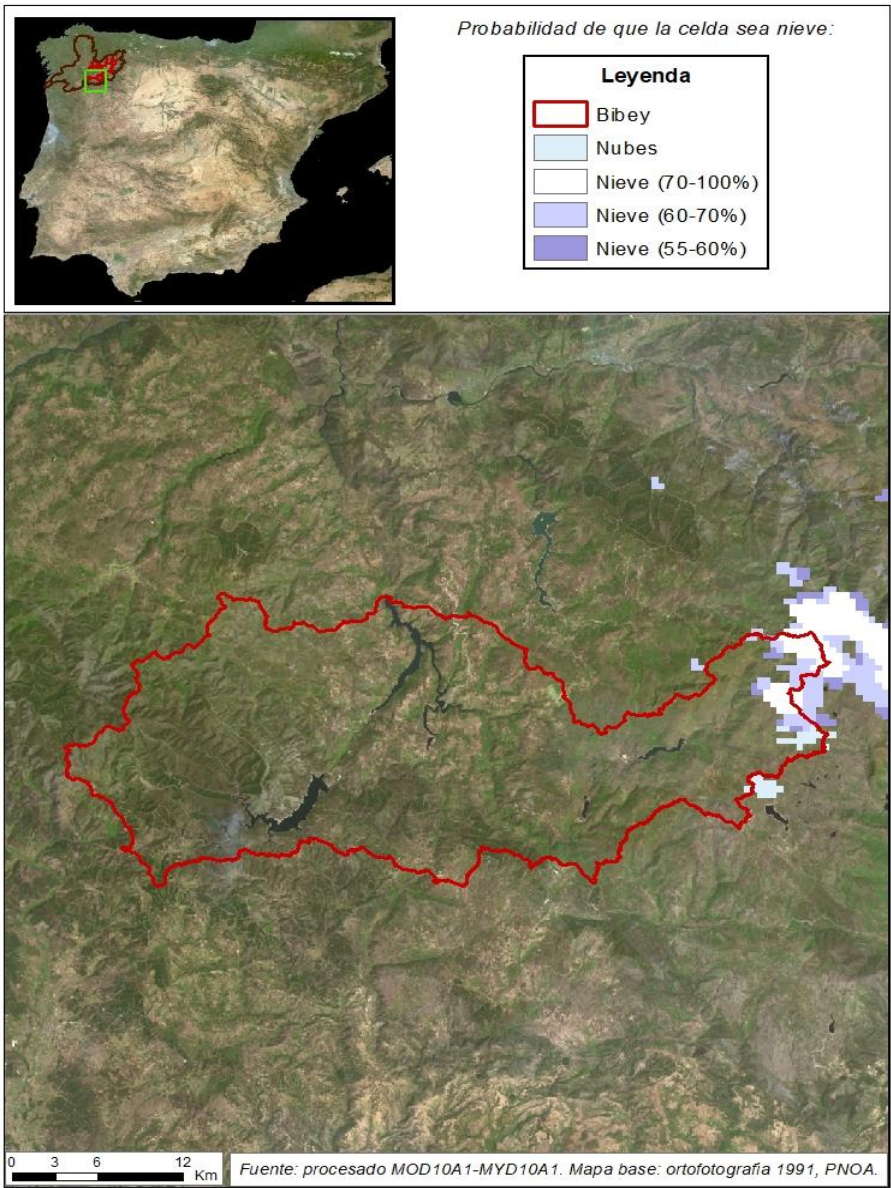 Probabilidad de que la celda sea nieve:
Leyenda
Bibey
Nubes
Nieve (70-100%)
Nieve (60-70%)
Nieve (55-60%)
0 3 6 12
Km
Fuente: procesado MOD10A1-MYD10A1. Mapa base: ortofotografia 1991, PNOA.